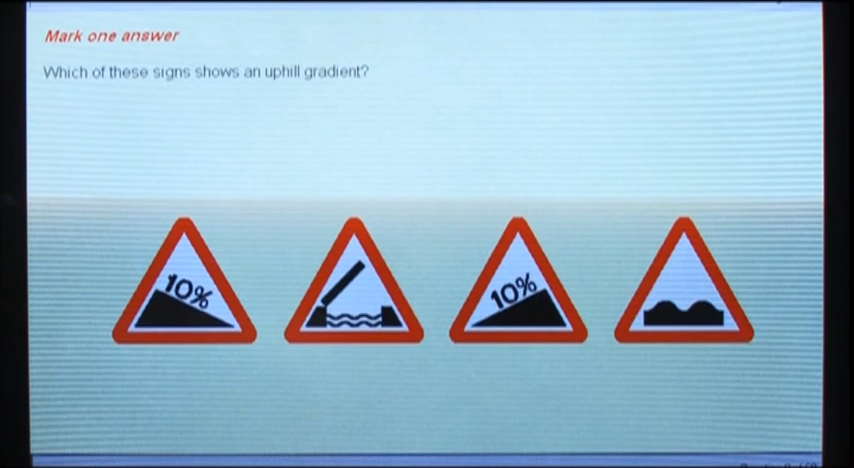 Mark one answer
Which of these signs shows an uphill gradient?
10%
10%